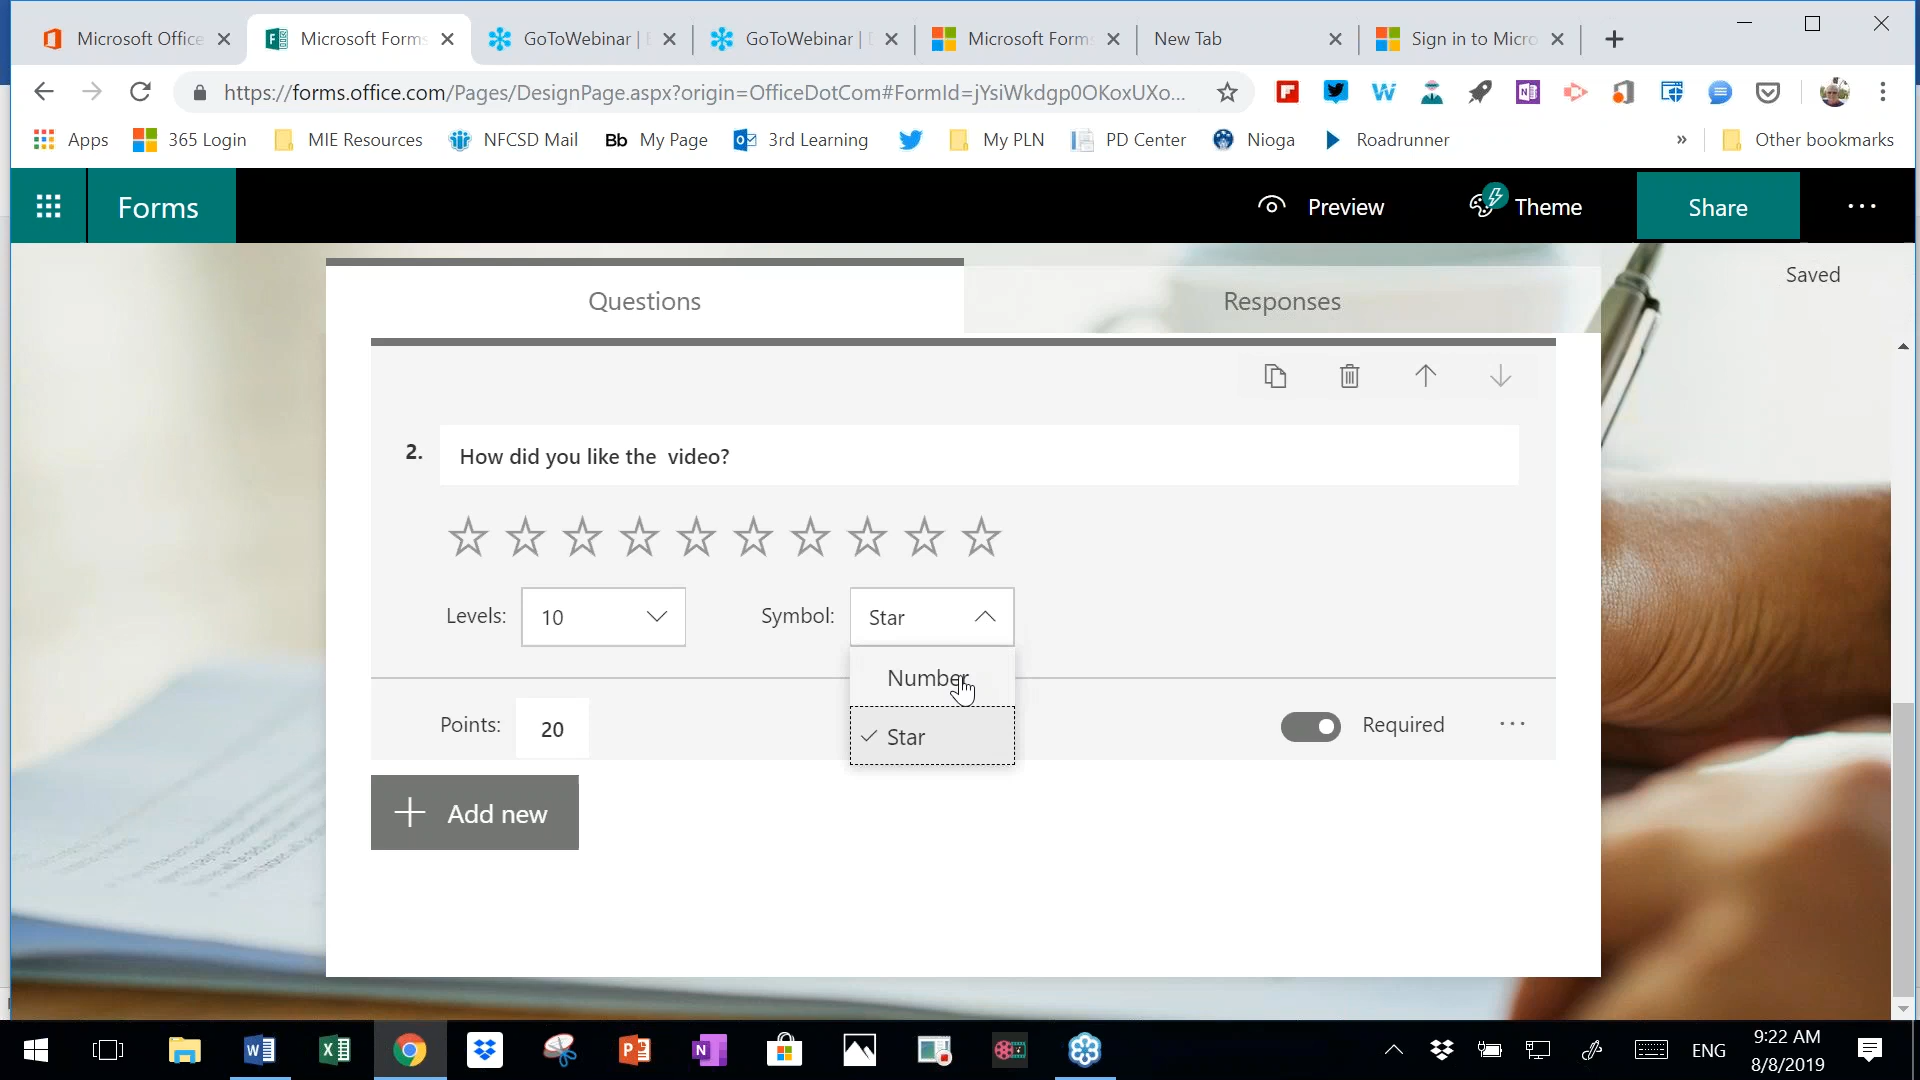 Microsoft Office
Microsoft Forms
GoToWebinar |
GoToWebinar |
Microsoft Forms
New Tab
Sign in to Micro
https://forms.office.com/Pages/DesignPage.aspx?origin=OfficeDotCom#FormId=jYsiWkdgp0OKoxUXo...
Apps
365 Login
MIE Resources
NFCSD Mail
Bb My Page
3rd Learning
My PLN
PD Center
Nioga
Roadrunner
»
Other bookmarks
Forms
Preview
Theme
Share
Saved
Questions
Responses
2. How did you like the video?
Levels: 10
Symbol: Star
Number
Star
Points: 20
Required
Add new
ENG
9:22 AM
8/8/2019